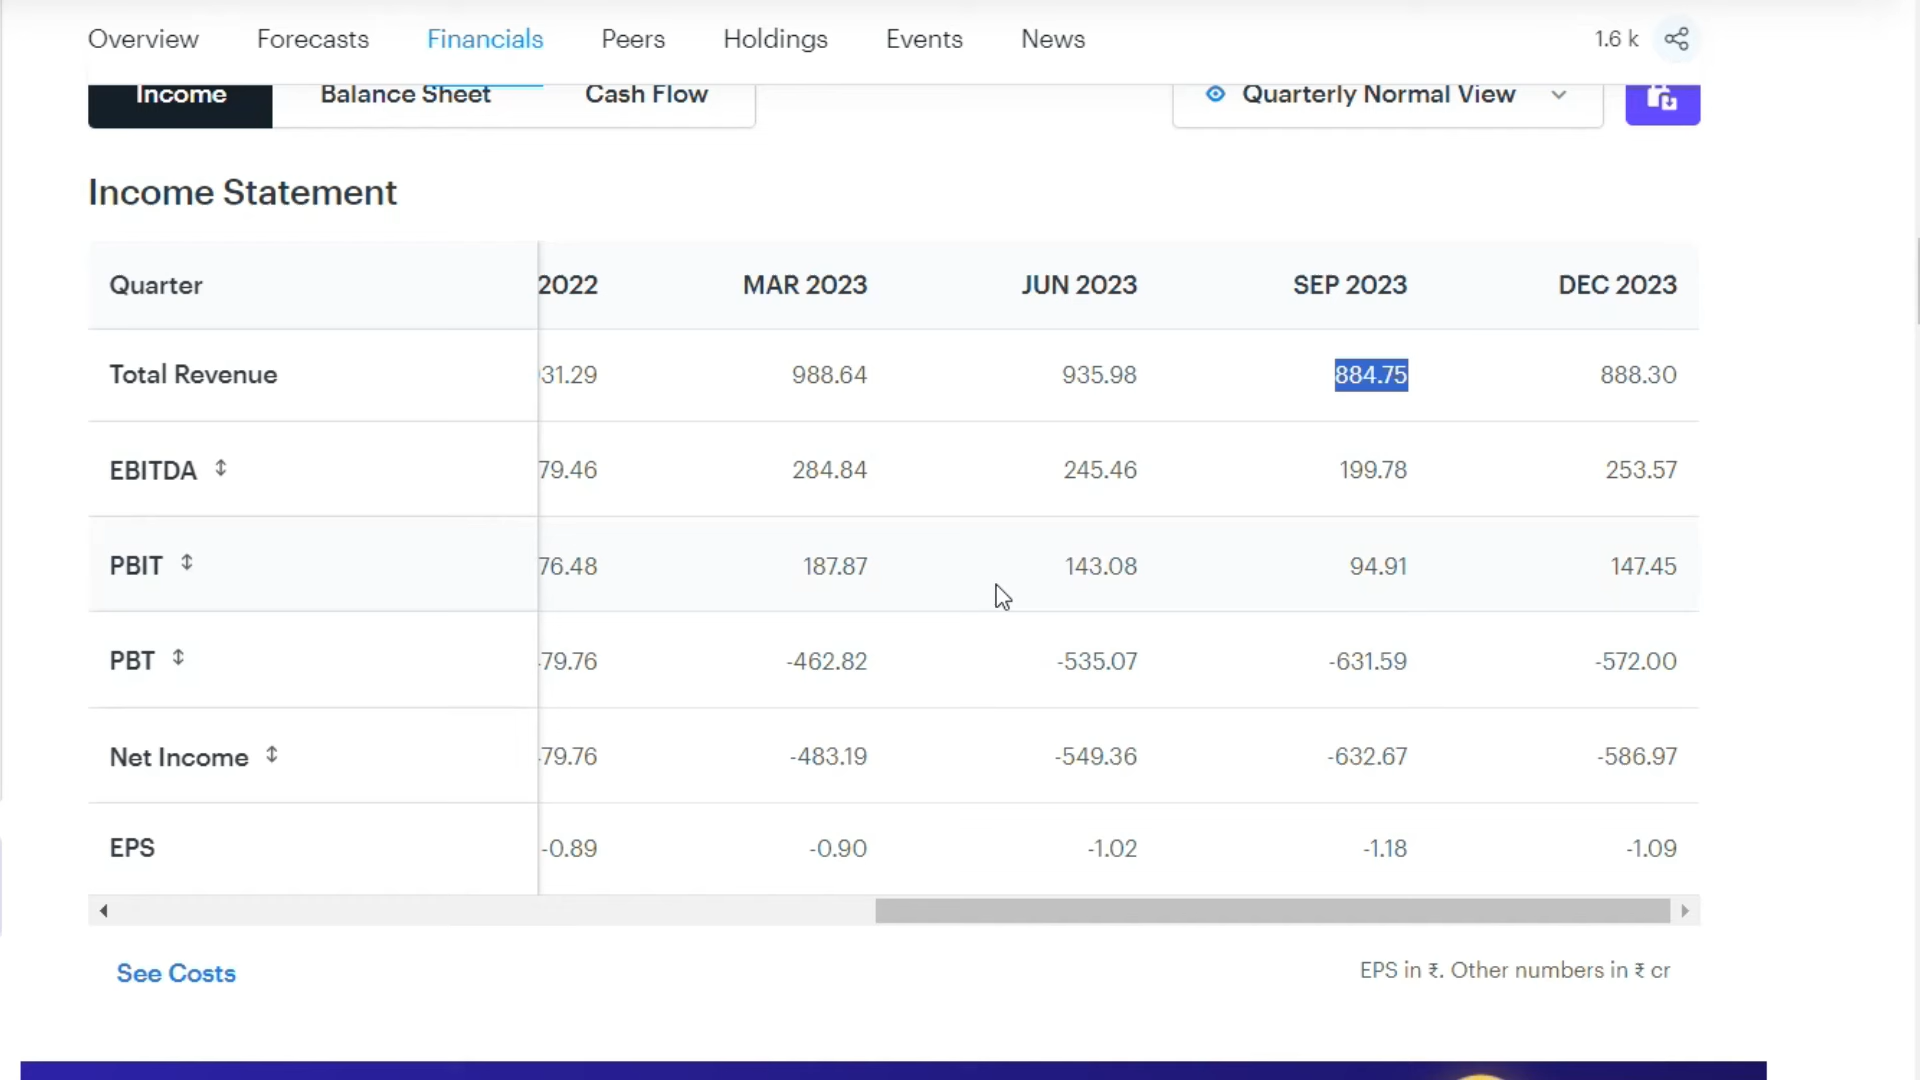 Overview Forecasts Financials Peers Holdings Events News 1.6 k
Income Balance Sheet Cash Flow Quarterly Normal View
Income Statement
Quarter 2022 MAR 2023 JUN 2023 SEP 2023 DEC 2023
Total Revenue 31.29 988.64 935.98 884.75 888.30
EBITDA 79.46 284.84 245.46 199.78 253.57
PBIT 76.48 187.87 143.08 94.91 147.45
PBT 79.76 -462.82 -535.07 -631.59 -572.00
Net Income 79.76 -483.19 -549.36 -632.67 -586.97
EPS -0.89 -0.90 -1.02 -1.18 -1.09
See Costs EPS in ₹. Other numbers in ₹ cr